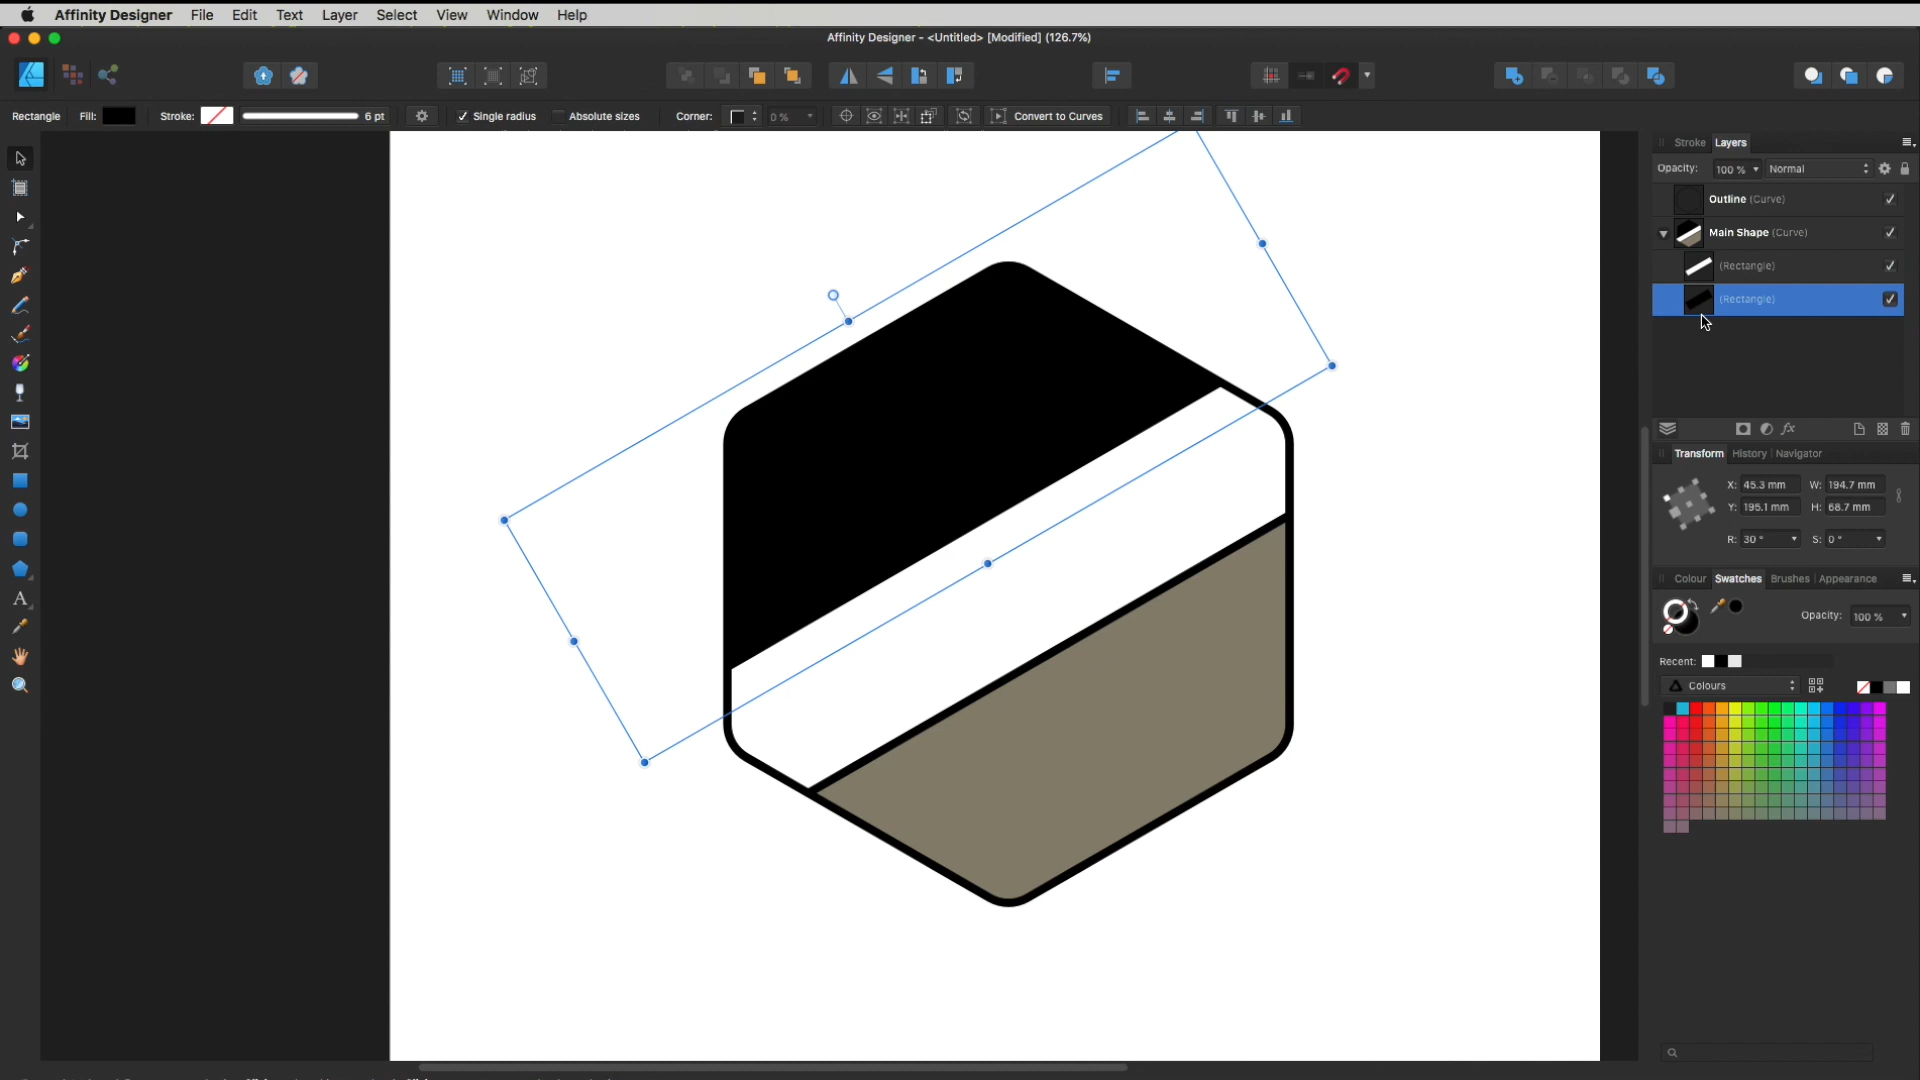 Affinity Designer File Edit Text Layer Select View Window Help
Affinity Designer - <Untitled> [Modified] (126.7%)
Rectangle Fill: Stroke: 6 pt Single radius Absolute sizes Corner: 0 % Convert to Curves
Stroke Layers
Opacity: 100 % Normal
Outline (Curve)
Main Shape (Curve)
(Rectangle)
(Rectangle)
fx
Transform History Navigator
X: 45.3 mm W: 194.7 mm
Y: 195.1 mm H: 68.7 mm
R: 30 ° S: 0 °
Colour Swatches Brushes Appearance
Opacity: 100 %
Recent:
Colours
A